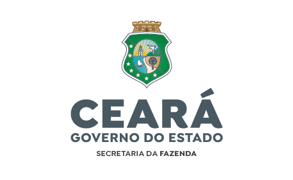 CEARÁ
GOVERNO DO ESTADO
SECRETARIA DA FAZENDA